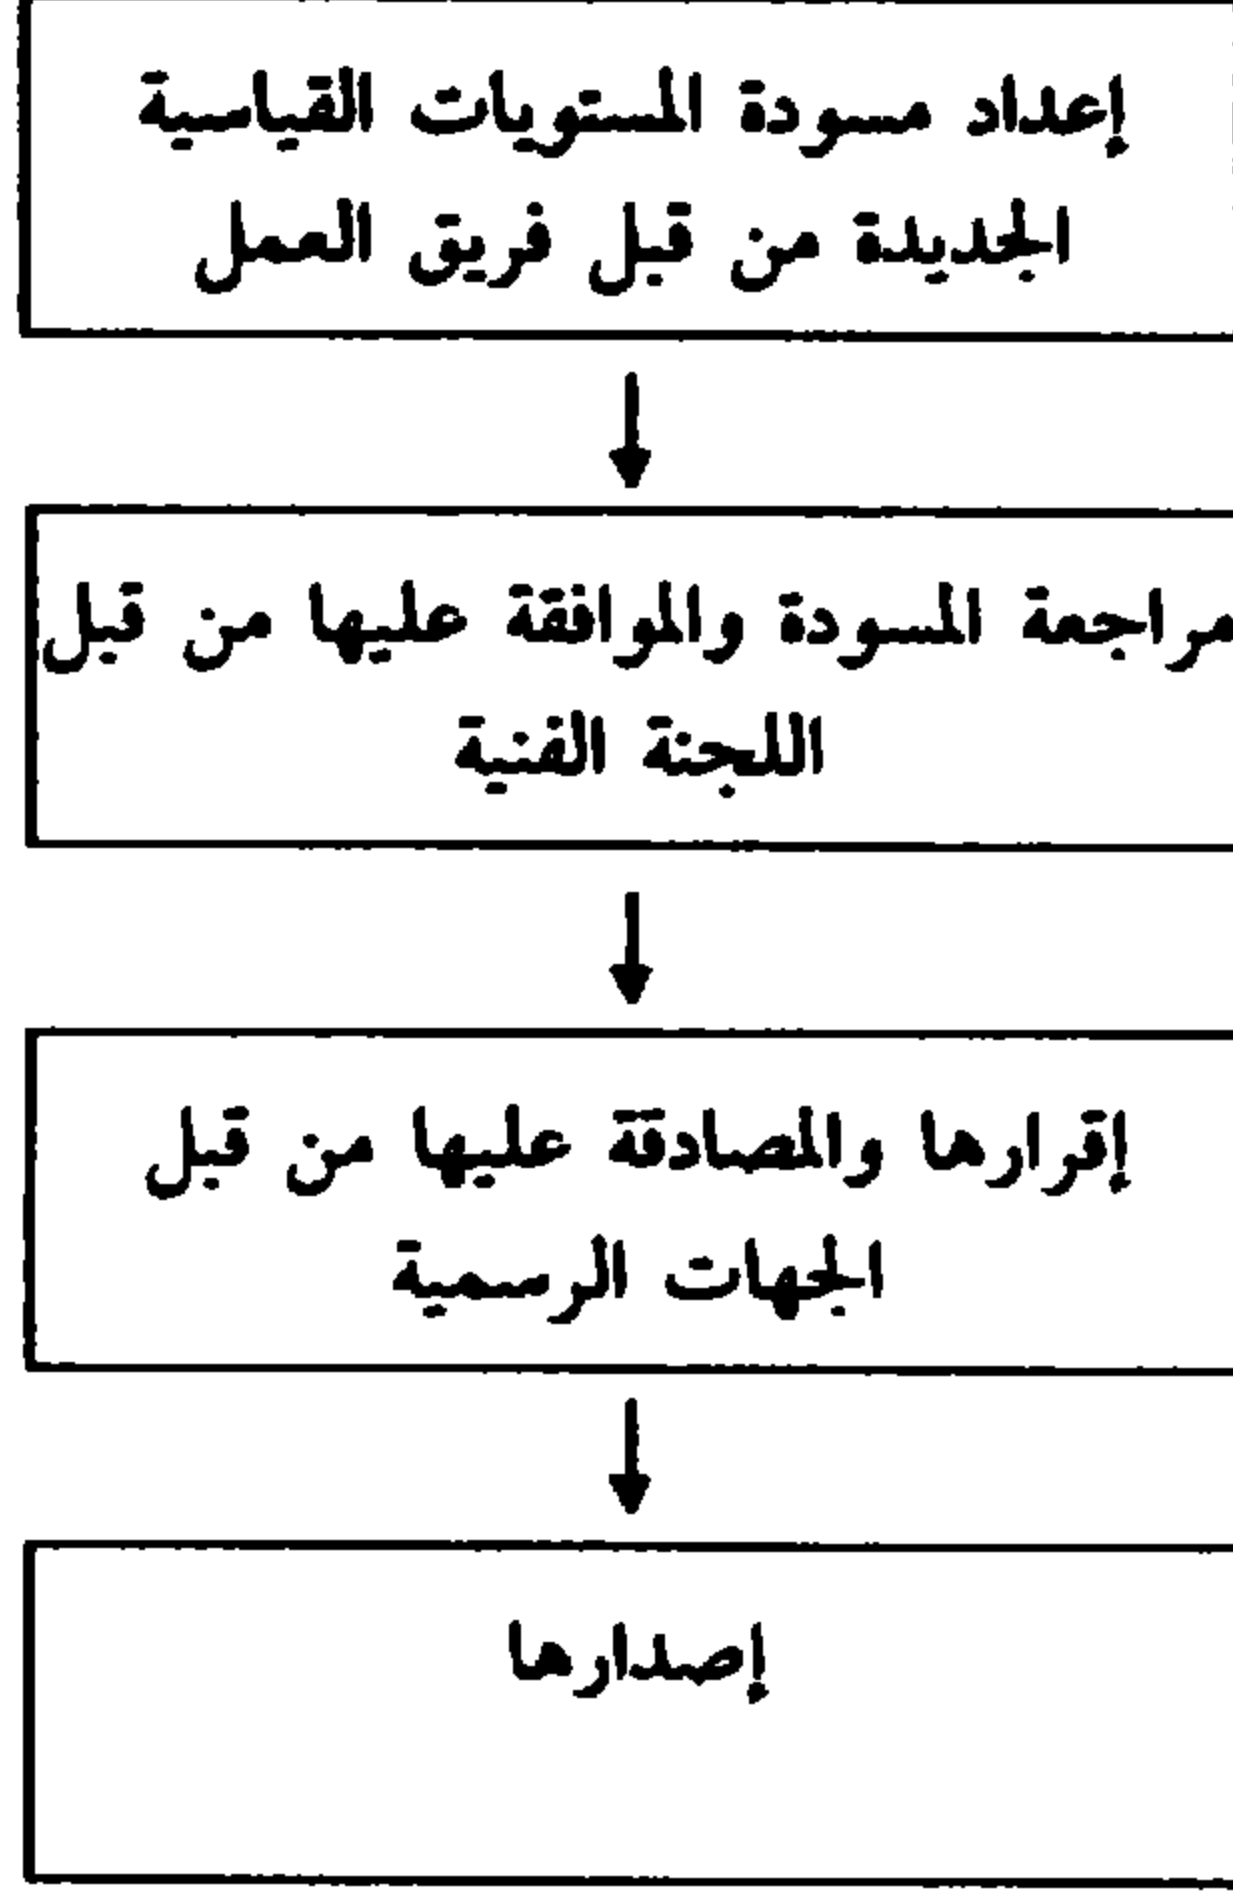 إعداد مسودة المستويات القياسية
الجديدة من قبل فريق العمل
مراجعة المسودة والموافقة عليها من قبل
اللجنة الفنية
إقرارها والمصادقة عليها من قبل
الجهات الرسمية
إصدارها